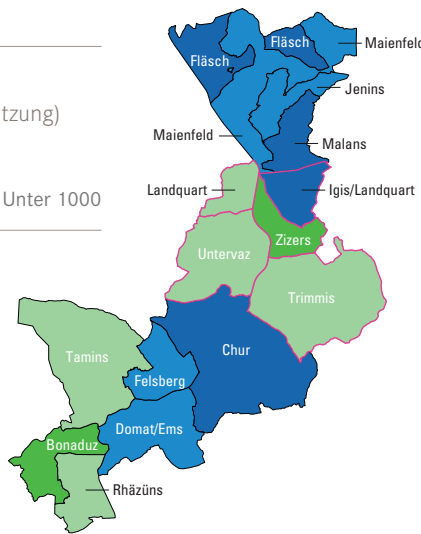 tzung)
Unter 1000
Fläsch
Fläsch
Maienfeld
Jenins
Maienfeld
Malans
Landquart
Igis/Landquart
Zizers
Untervaz
Trimmis
Chur
Tamins
Felsberg
Domat/Ems
Bonaduz
Rhäzüns